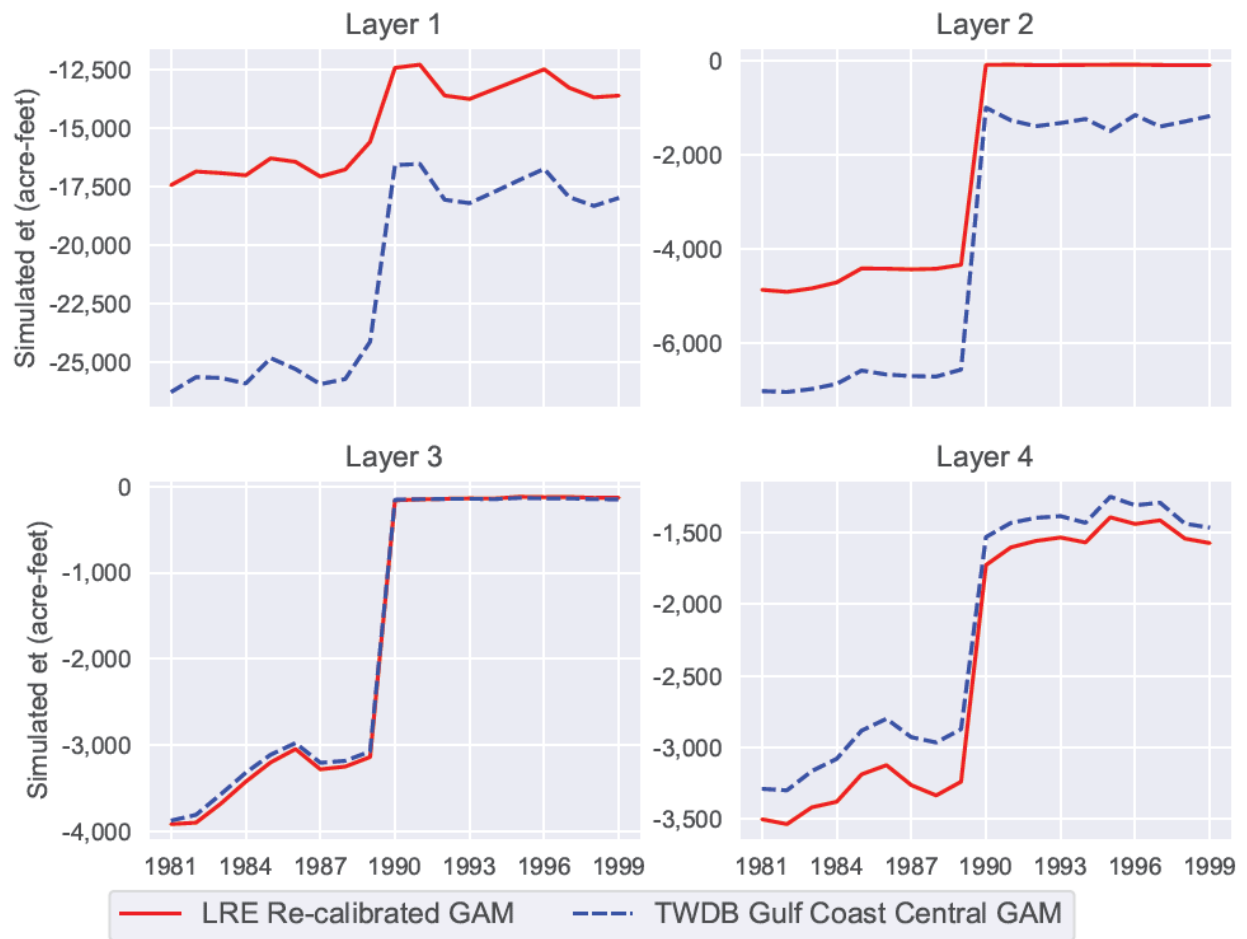 Layer 1
Layer 2
Simulated et (acre-feet)
-12,500
-15,000
-17,500
-20,000
-22,500
-25,000
0
-2,000
-4,000
-6,000
Layer 3
Layer 4
Simulated et (acre-feet)
0
-1,000
-2,000
-3,000
-4,000
-1,500
-2,000
-2,500
-3,000
-3,500
1981 1984 1987 1990 1993 1996 1999
1981 1984 1987 1990 1993 1996 1999
LRE Re-calibrated GAM
TWDB Gulf Coast Central GAM